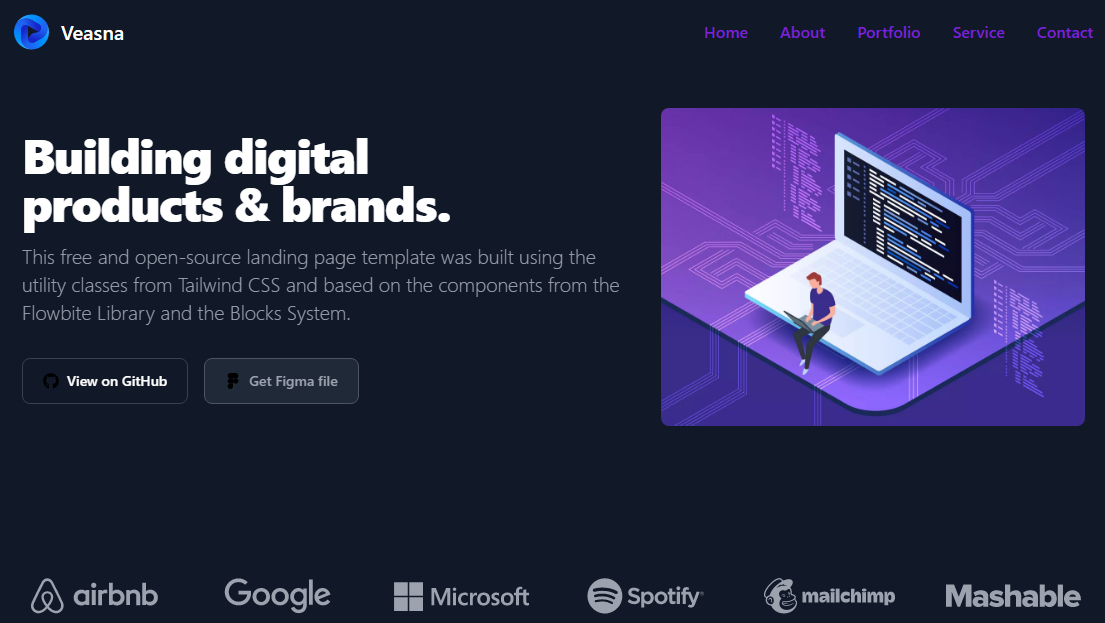 Veasna
Home About Portfolio Service Contact
Building digital
products & brands.
This free and open-source landing page template was built using the
utility classes from Tailwind CSS and based on the components from the
Flowbite Library and the Blocks System.
View on GitHub Get Figma file
airbnb Google Microsoft Spotify mailchimp Mashable